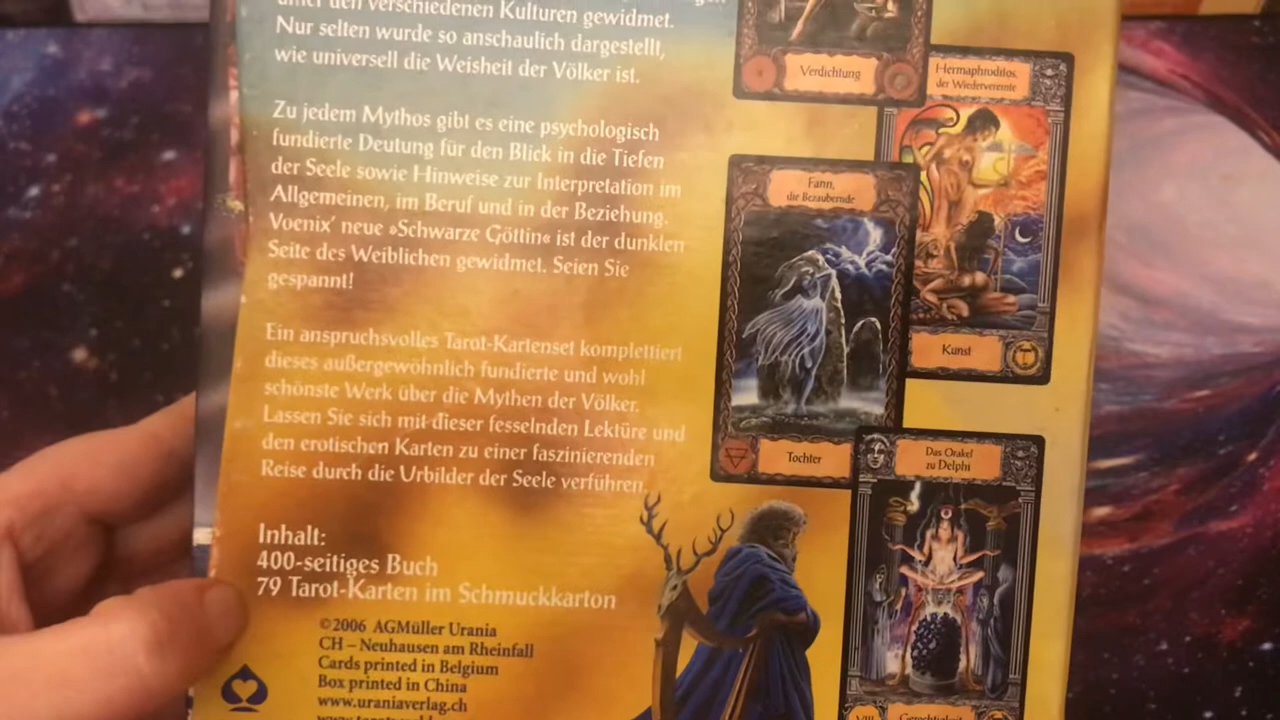 unter den verschiedenen Kulturen gewidmet.
Nur selten wurde so anschaulich dargestellt,
wie universell die Weisheit der Völker ist.
Zu jedem Mythos gibt es eine psychologisch
fundierte Deutung für den Blick in die Tiefen
der Seele sowie Hinweise zur Interpretation im
Allgemeinen, im Beruf und in der Beziehung.
Voenix’ neue »Schwarze Göttin« ist der dunklen
Seite des Weiblichen gewidmet. Seien Sie
gespannt!
Ein anspruchsvolles Tarot-Kartenset komplettiert
dieses außergewöhnlich fundierte und wohl
schönste Werk über die Mythen der Völker.
Lassen Sie sich mit dieser fesselnden Lektüre und
den erotischen Karten zu einer faszinierenden
Reise durch die Urbilder der Seele verführen.
Inhalt:
400-seitiges Buch
79 Tarot-Karten im Schmuckkarton
©2006 AGMüller Urania
CH – Neuhausen am Rheinfall
Cards printed in Belgium
Box printed in China
www.uraniaverlag.ch
Verdichtung
Hermaphroditos,
der Wiedervereinte
Kunst
Fann,
die Bezaubernde
Tochter
Das Orakel
zu Delphi
VIII
Gerechtigkeit